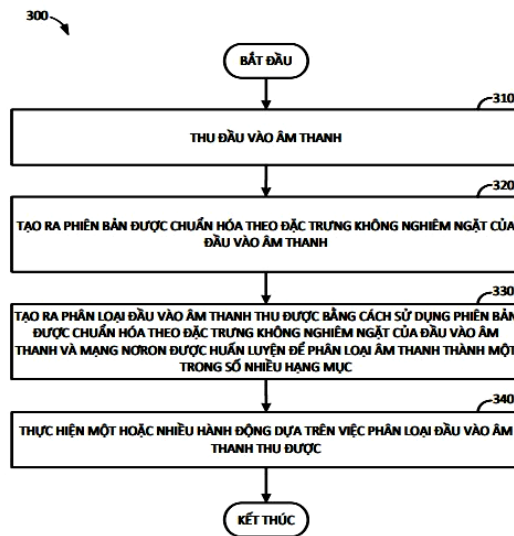 300
BẮT ĐẦU
310
THU ĐẦU VÀO ÂM THANH
320
TẠO RA PHIÊN BẢN ĐƯỢC CHUẨN HÓA THEO ĐẶC TRƯNG KHÔNG NGHIÊM NGẶT CỦA
ĐẦU VÀO ÂM THANH
330
TẠO RA PHÂN LOẠI ĐẦU VÀO ÂM THANH THU ĐƯỢC BẰNG CÁCH SỬ DỤNG PHIÊN BẢN
ĐƯỢC CHUẨN HÓA THEO ĐẶC TRƯNG KHÔNG NGHIÊM NGẶT CỦA ĐẦU VÀO ÂM
THANH VÀ MẠNG NƠRON ĐƯỢC HUẤN LUYỆN ĐỂ PHÂN LOẠI ÂM THANH THÀNH MỘT
TRONG SỐ NHIỀU HẠNG MỤC
340
THỰC HIỆN MỘT HOẶC NHIỀU HÀNH ĐỘNG DỰA TRÊN VIỆC PHÂN LOẠI ĐẦU VÀO ÂM
THANH THU ĐƯỢC
KẾT THÚC